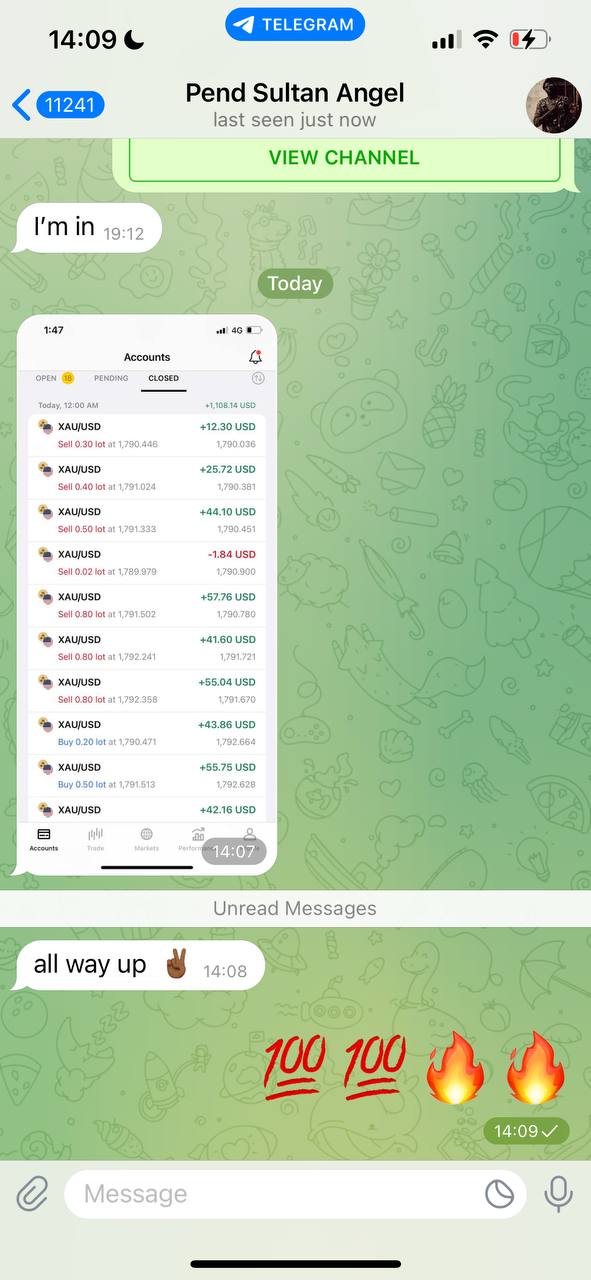 14:09
TELEGRAM
11241
Pend Sultan Angel
last seen just now
VIEW CHANNEL
I'm in 19:12
Today
1:47
4G
Accounts
OPEN 18 PENDING CLOSED
Today, 12:00 AM +1,108.14 USD
XAU/USD +12.30 USD
Sell 0.30 lot at 1,790.446 1,790.036
XAU/USD +25.72 USD
Sell 0.40 lot at 1,791.024 1,790.381
XAU/USD +44.10 USD
Sell 0.50 lot at 1,791.333 1,790.451
XAU/USD -1.84 USD
Sell 0.02 lot at 1,789.979 1,790.900
XAU/USD +57.76 USD
Sell 0.80 lot at 1,791.502 1,790.780
XAU/USD +41.60 USD
Sell 0.80 lot at 1,792.241 1,791.721
XAU/USD +55.04 USD
Sell 0.80 lot at 1,792.358 1,791.670
XAU/USD +43.86 USD
Buy 0.20 lot at 1,790.471 1,792.664
XAU/USD +55.75 USD
Buy 0.50 lot at 1,791.513 1,792.628
XAU/USD +42.16 USD
Accounts Trade Markets
14:07
Unread Messages
all way up ✌🏾 14:08
💯 💯 🔥 🔥
14:09
Message